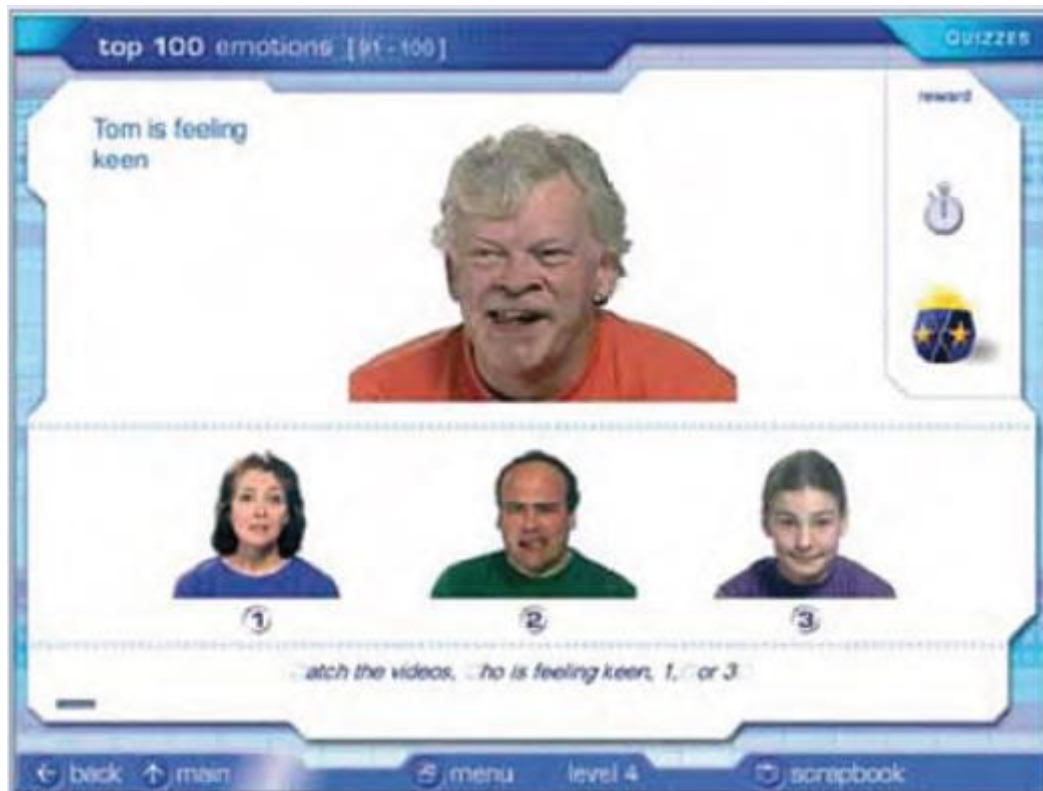 top 100 emotions [91-100]
QUIZZES
Tom is feeling
keen
reward
1
2
3
atch the videos, ho is feeling keen, 1, or 3
back main menu level 4 scrapbook